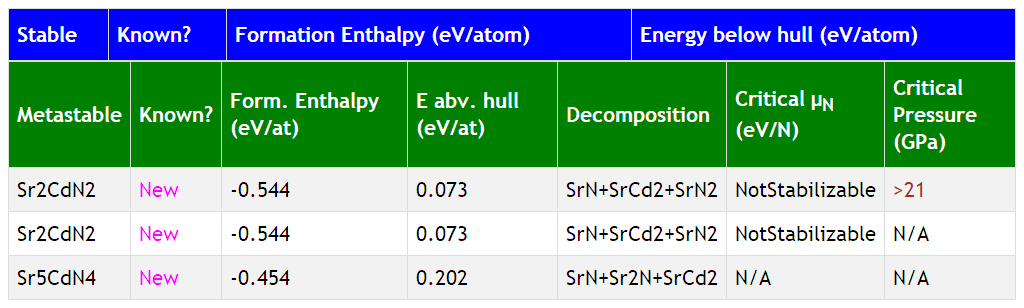 Stable Known? Formation Enthalpy (eV/atom) Energy below hull (eV/atom)
Metastable Known? Form. Enthalpy (eV/at) E abv. hull (eV/at) Decomposition Critical μN (eV/N) Critical Pressure (GPa)
Sr2CdN2 New -0.544 0.073 SrN+SrCd2+SrN2 NotStabilizable >21
Sr2CdN2 New -0.544 0.073 SrN+SrCd2+SrN2 NotStabilizable N/A
Sr5CdN4 New -0.454 0.202 SrN+Sr2N+SrCd2 N/A N/A